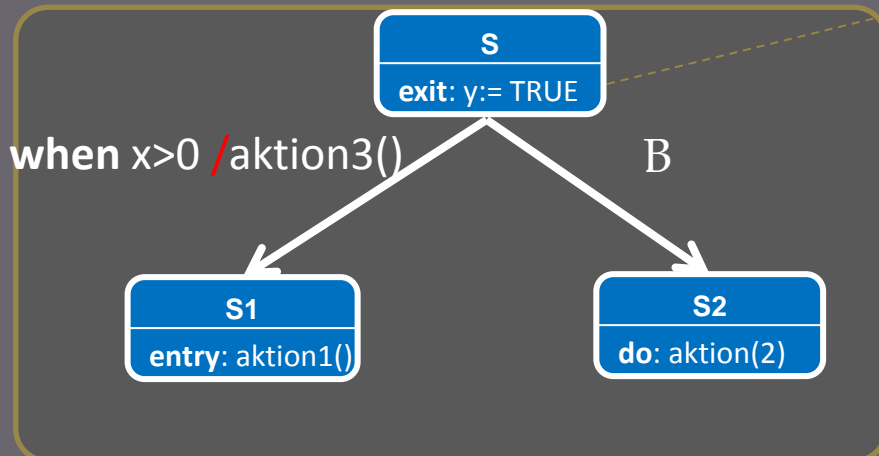 S
exit: y:= TRUE
when x>0 /aktion3()
B
S1
entry: aktion1()
S2
do: aktion(2)